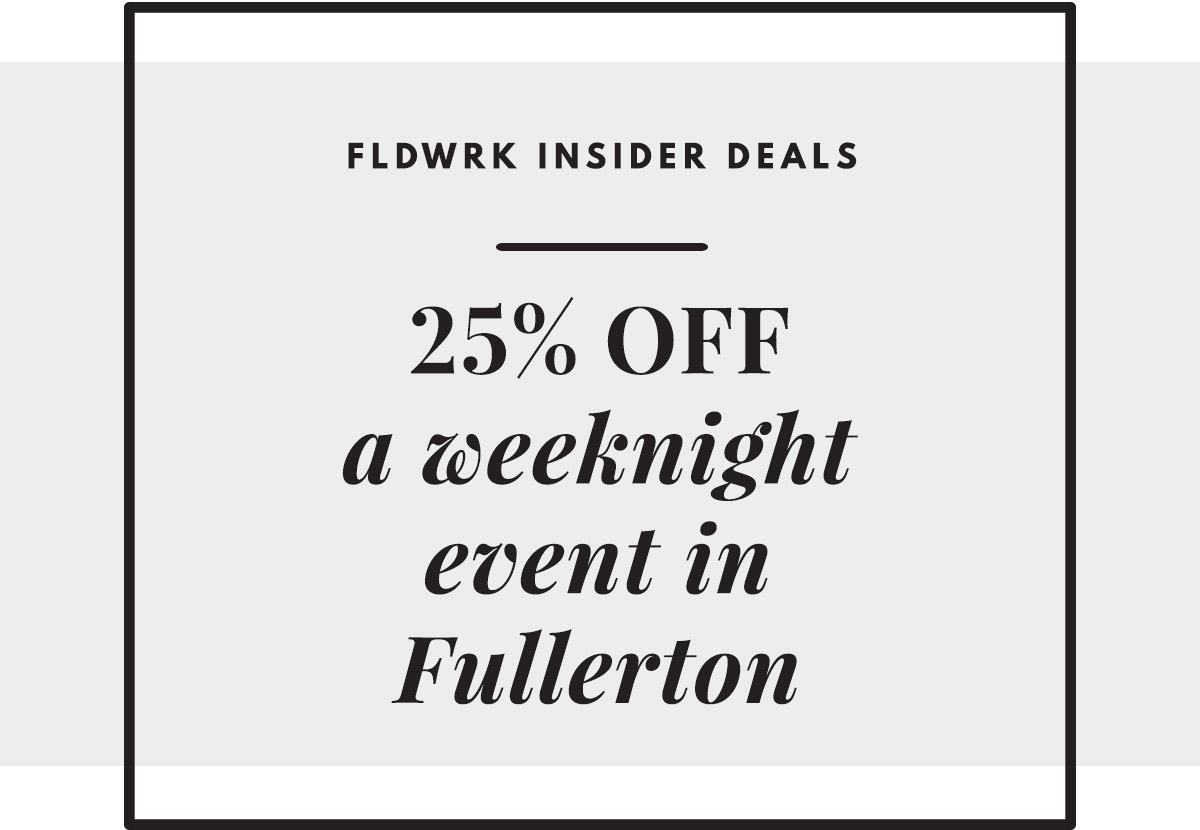 FLDWRK INSIDER DEALS
25% OFF
a weeknight
event in
Fullerton